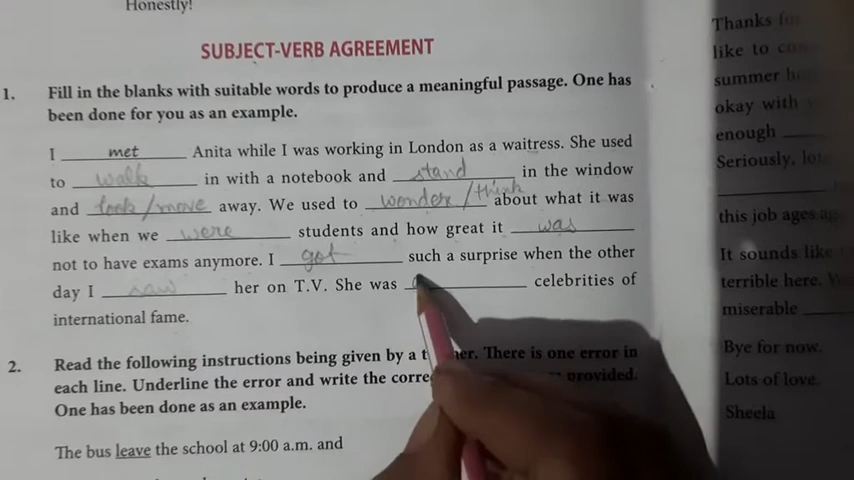 Honestly!
SUBJECT-VERB AGREEMENT
1. Fill in the blanks with suitable words to produce a meaningful passage. One has
been done for you as an example.
I met Anita while I was working in London as a waitress. She used
to walk in with a notebook and stand in the window
and look/move away. We used to wonder/think about what it was
like when we were students and how great it was
not to have exams anymore. I got such a surprise when the other
day I saw her on T.V. She was celebrities of
international fame.
2. Read the following instructions being given by a There is one error in
each line. Underline the error and write the provided.
One has been done as an example.
The bus leave the school at 9:00 a.m. and
Thanks for
like to
summer
okay with
enough
Seriously,
this job ages
It sounds like
terrible here.
miserable
Bye for now.
Lots of love.
Sheela